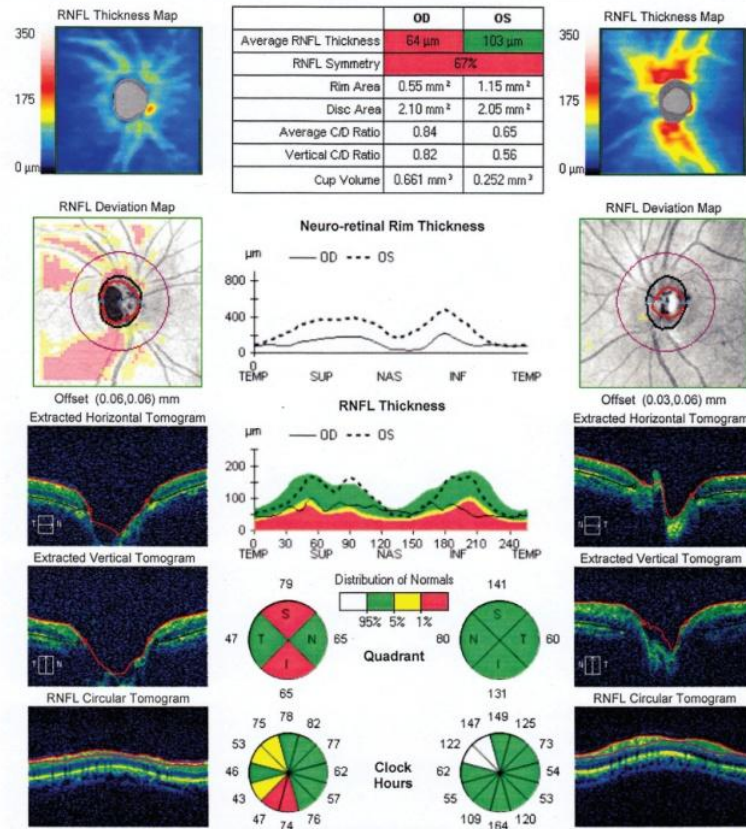 RNFL Thickness Map
350
175
0 µm
OD OS
Average RNFL Thickness 64 µm 103 µm
RNFL Symmetry 67%
Rim Area 0.55 mm² 1.15 mm²
Disc Area 2.10 mm² 2.05 mm²
Average C/D Ratio 0.84 0.65
Vertical C/D Ratio 0.82 0.56
Cup Volume 0.661 mm³ 0.252 mm³
RNFL Thickness Map
350
175
0 µm
RNFL Deviation Map
Offset (0.06,0.06) mm
Neuro-retinal Rim Thickness
µm OD OS
800
400
0
TEMP SUP NAS INF TEMP
RNFL Deviation Map
Offset (0.03,0.06) mm
Extracted Horizontal Tomogram
T N
RNFL Thickness
µm OD OS
200
100
0
0 30 60 90 120 150 180 210 240
TEMP SUP NAS INF TEMP
Extracted Horizontal Tomogram
T N
Extracted Vertical Tomogram
T N
Distribution of Normals
95% 5% 1%
79
47 S T N I 65
65
Quadrant
141
60 S N T I 60
131
Extracted Vertical Tomogram
T N
RNFL Circular Tomogram
78
75 82
53 77
46 62
43 57
47 76
74
Clock
Hours
149
147 125
122 73
62 54
55 53
109 120
164
RNFL Circular Tomogram